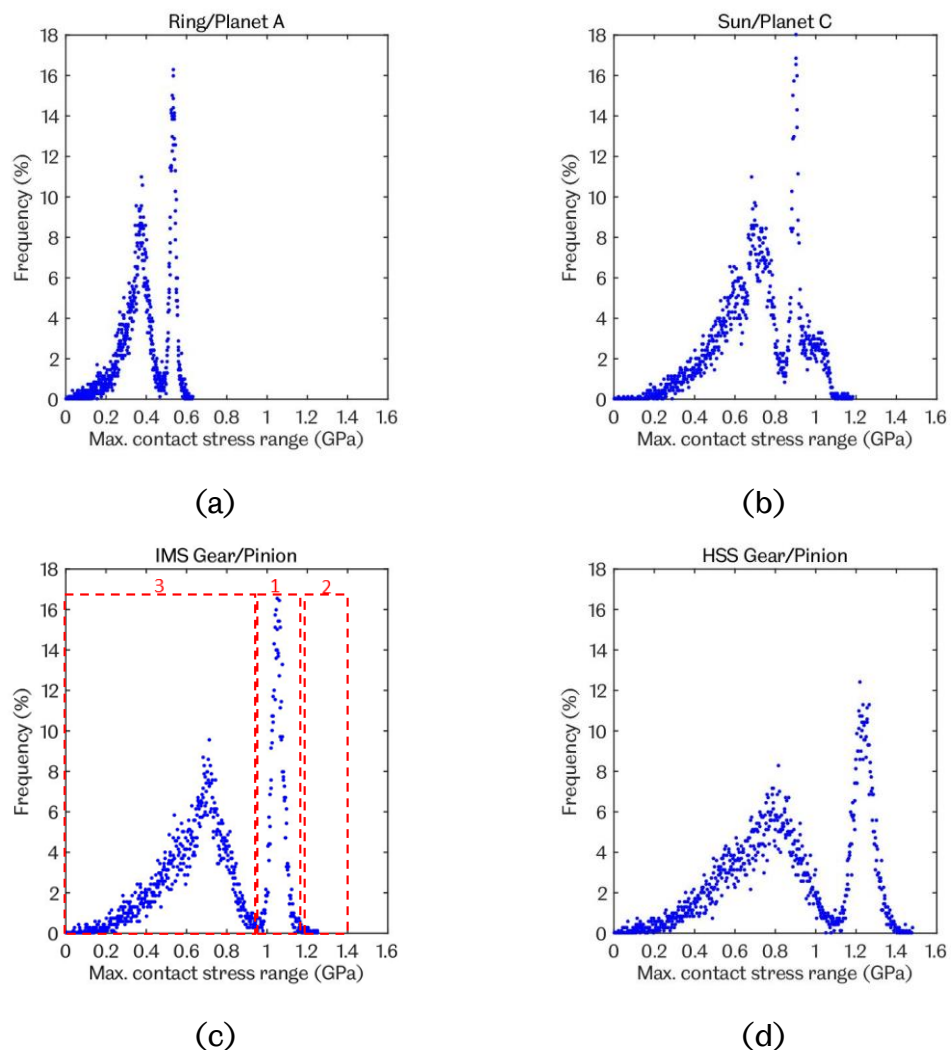 Ring/Planet A
18
16
14
12
10
8
6
4
2
0
Frequency (%)
0 0.2 0.4 0.6 0.8 1 1.2 1.4 1.6
Max. contact stress range (GPa)
(a)
Sun/Planet C
18
16
14
12
10
8
6
4
2
0
Frequency (%)
0 0.2 0.4 0.6 0.8 1 1.2 1.4 1.6
Max. contact stress range (GPa)
(b)
IMS Gear/Pinion
3 1 2
18
16
14
12
10
8
6
4
2
0
Frequency (%)
0 0.2 0.4 0.6 0.8 1 1.2 1.4 1.6
Max. contact stress range (GPa)
(c)
HSS Gear/Pinion
18
16
14
12
10
8
6
4
2
0
Frequency (%)
0 0.2 0.4 0.6 0.8 1 1.2 1.4 1.6
Max. contact stress range (GPa)
(d)